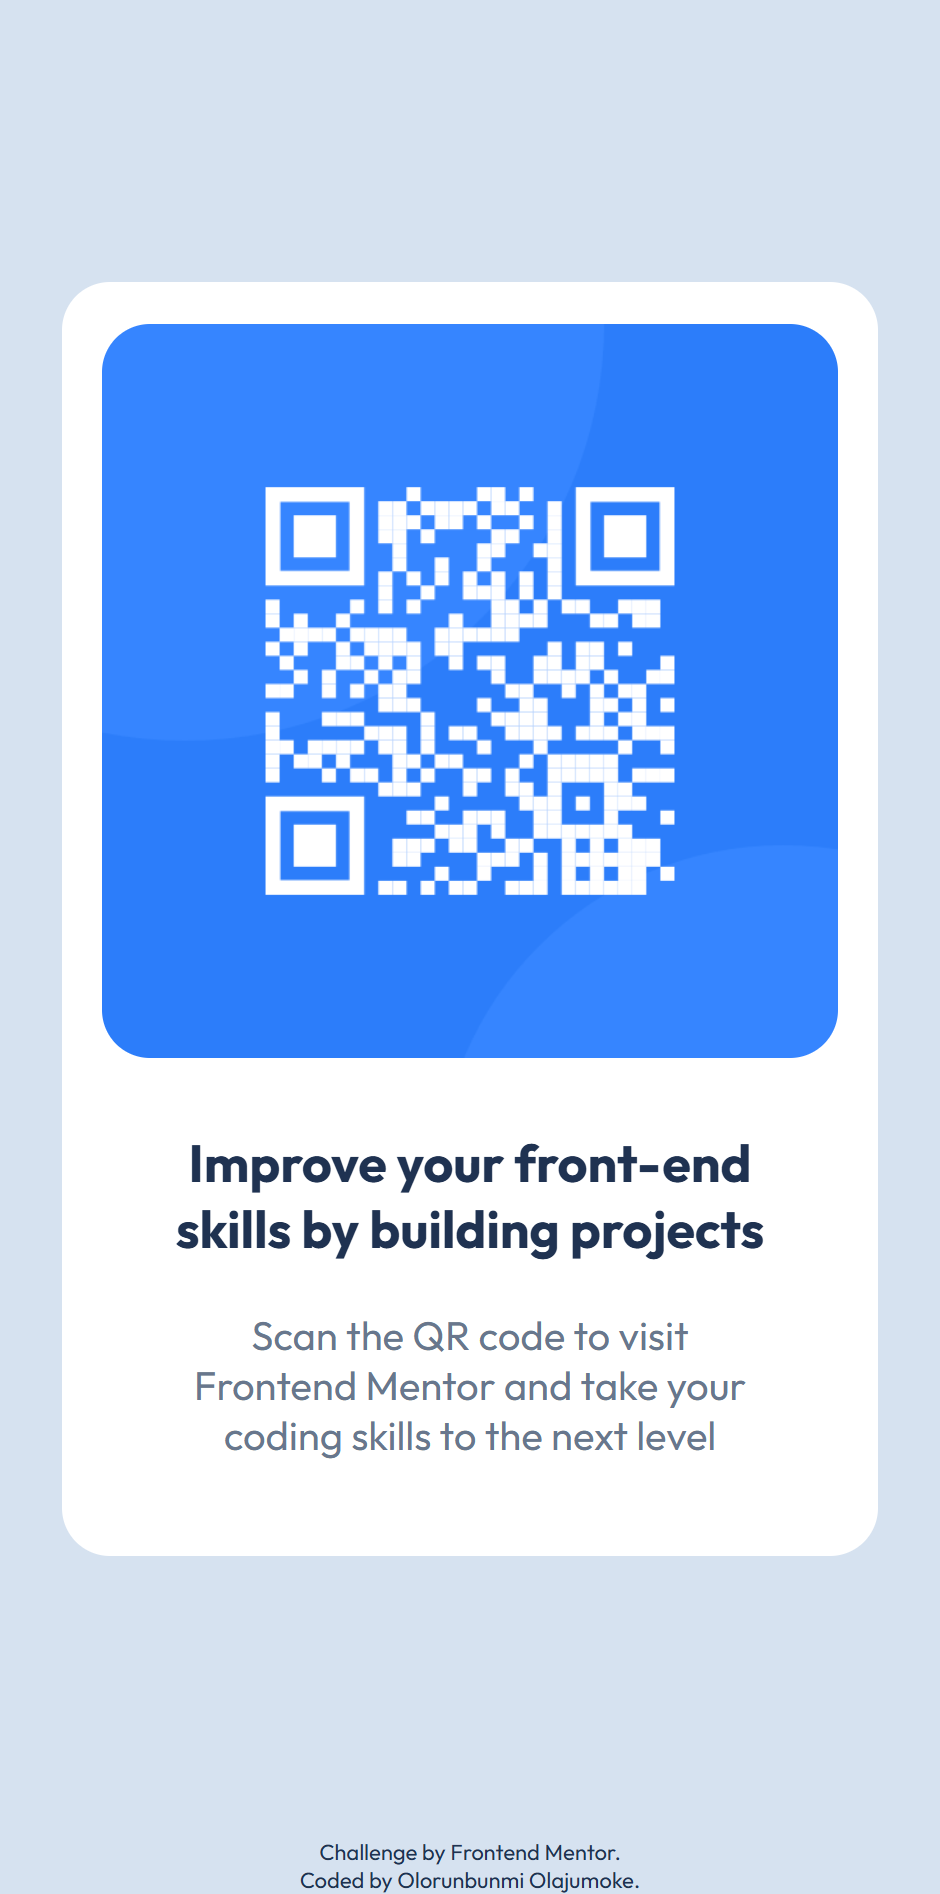 Improve your front-end
skills by building projects
Scan the QR code to visit
Frontend Mentor and take your
coding skills to the next level
Challenge by Frontend Mentor.
Coded by Olorunbunmi Olajumoke.